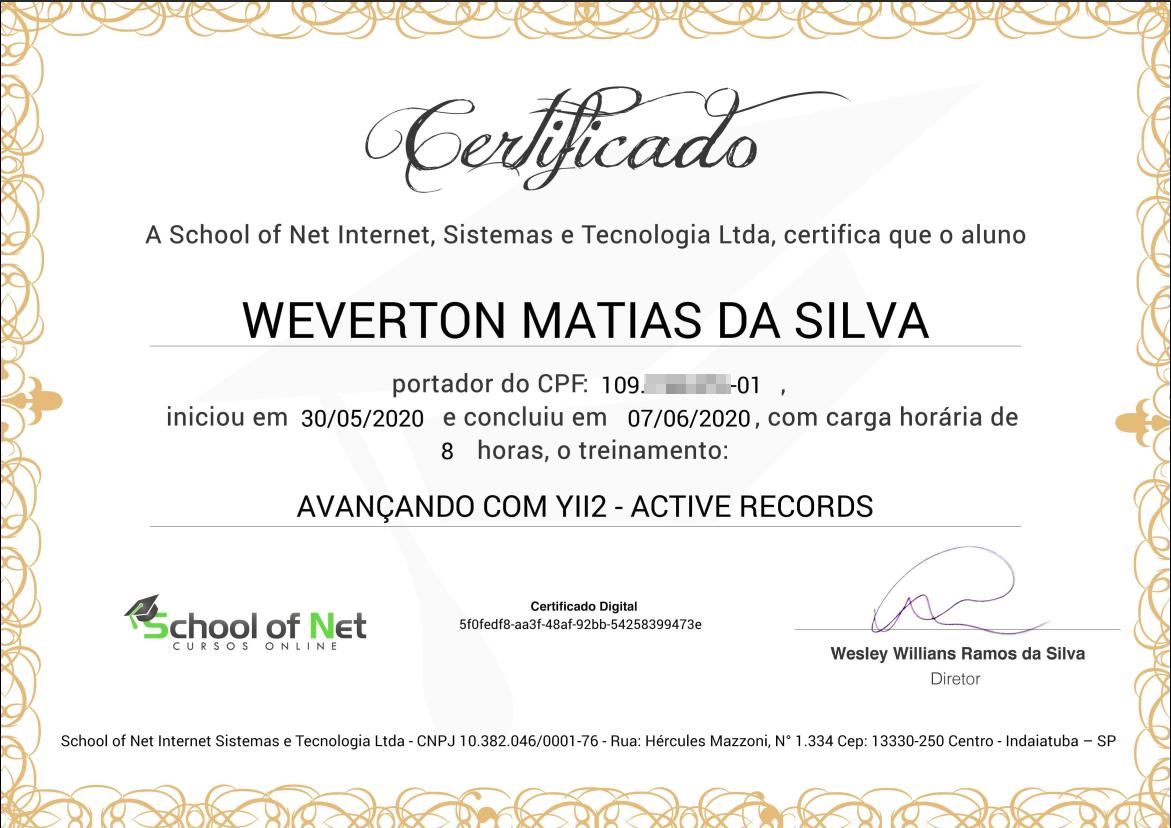 Certificado
A School of Net Internet, Sistemas e Tecnologia Ltda, certifica que o aluno
WEVERTON MATIAS DA SILVA
portador do CPF: 109. -01 ,
iniciou em 30/05/2020 e concluiu em 07/06/2020, com carga horária de
8 horas, o treinamento:
AVANÇANDO COM YII2 - ACTIVE RECORDS
School of Net
CURSOS ONLINE
Certificado Digital
5f0fedf8-aa3f-48af-92bb-54258399473e
Wesley Willians Ramos da Silva
Diretor
School of Net Internet Sistemas e Tecnologia Ltda - CNPJ 10.382.046/0001-76 - Rua: Hércules Mazzoni, N° 1.334 Cep: 13330-250 Centro - Indaiatuba – SP